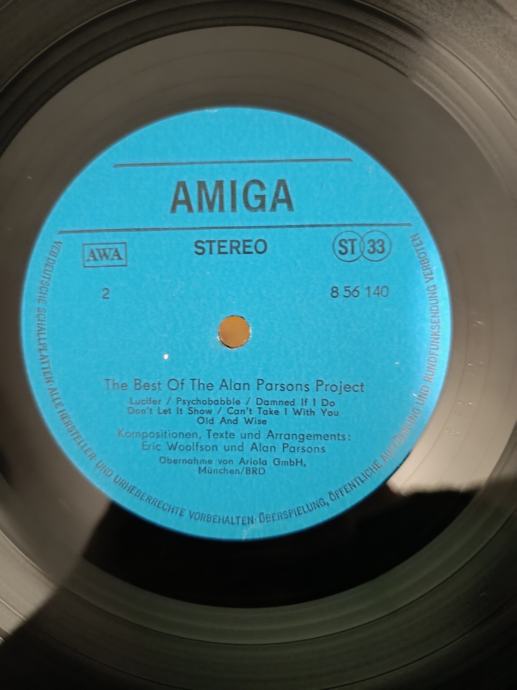 AMIGA
AWA
STEREO
ST 33
2
8 56 140
The Best Of The Alan Parsons Project
Lucifer / Psychobabble / Damned If I Do
Don't Let It Show / Can't Take I With You
Old And Wise
Kompositionen, Texte und Arrangements:
Eric Woolfson und Alan Parsons
Übernahme von Ariola GmbH,
München/BRD
VEB DEUTSCHE SCHALLPLATTEN · ALLE HERSTELLER- UND URHEBERRECHTE VORBEHALTEN · ÜBERSPIELUNG, ÖFFENTLICHE AUFFÜHRUNG UND RUNDFUNKSENDUNG VERBOTEN